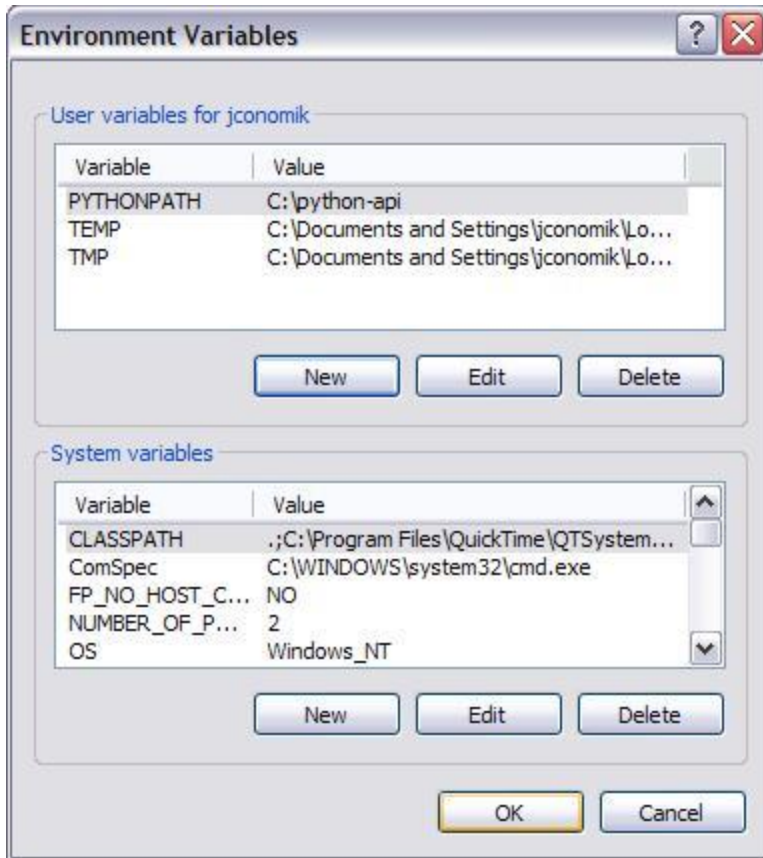 Environment Variables
User variables for jconomik
Variable Value
PYTHONPATH C:\python-api
TEMP C:\Documents and Settings\jconomik\Lo...
TMP C:\Documents and Settings\jconomik\Lo...
New Edit Delete
System variables
Variable Value
CLASSPATH .;C:\Program Files\QuickTime\QTSystem...
ComSpec C:\WINDOWS\system32\cmd.exe
FP_NO_HOST_C... NO
NUMBER_OF_P... 2
OS Windows_NT
New Edit Delete
OK Cancel